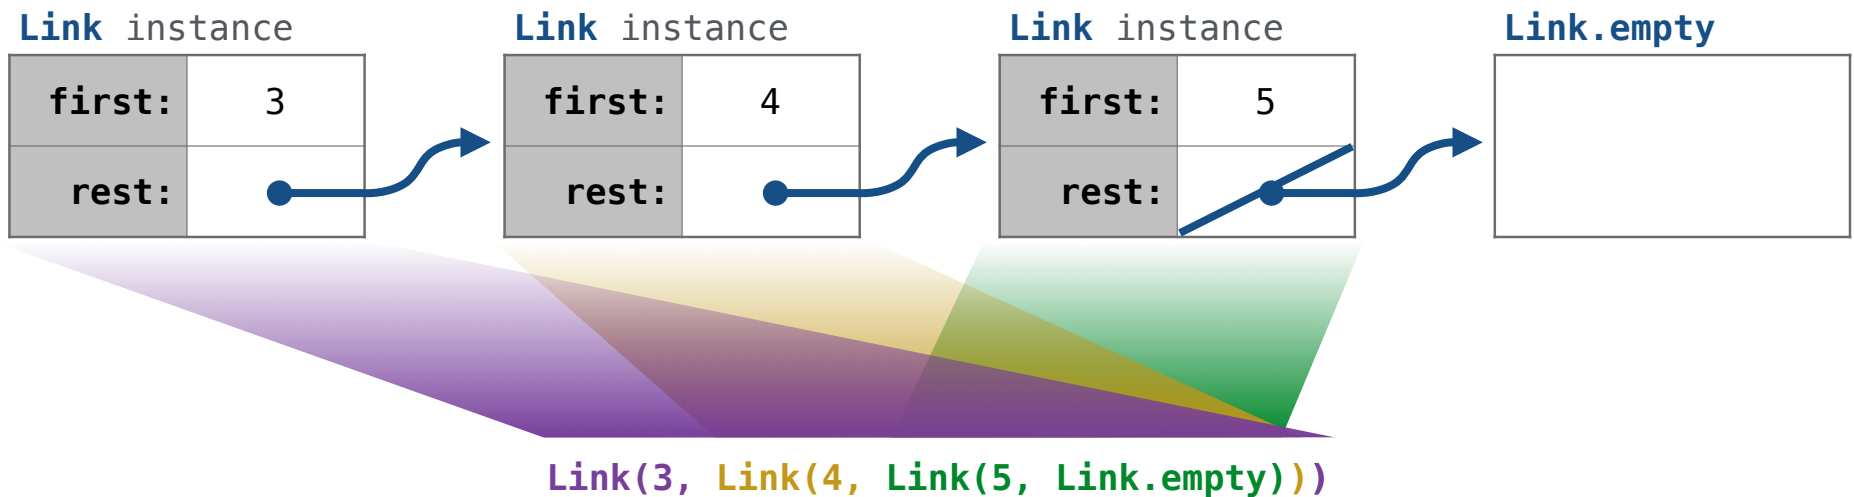 Link instance Link instance Link instance Link.empty
first: 3 first: 4 first: 5
rest: rest: rest:
Link(3, Link(4, Link(5, Link.empty)))